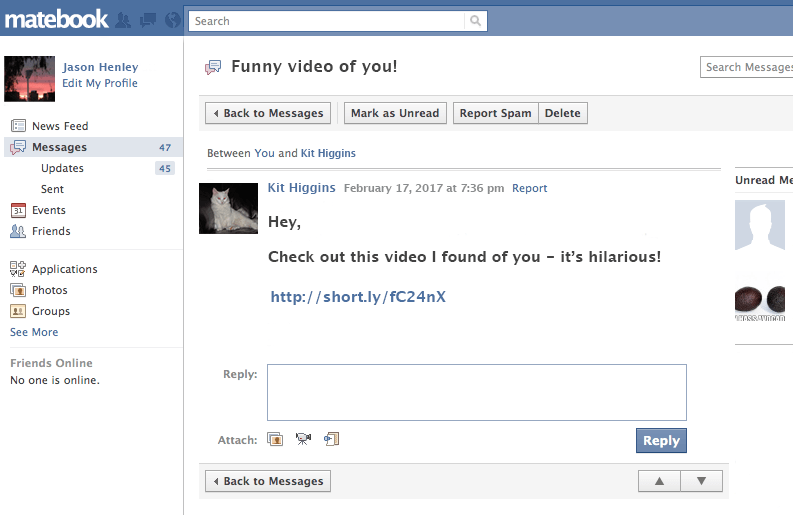 matebook
Search
Jason Henley
Edit My Profile
News Feed
Messages 47
Updates 45
Sent
31 Events
Friends
Applications
Photos
Groups
See More
Friends Online
No one is online.
Funny video of you!
Search Messages
Back to Messages Mark as Unread Report Spam Delete
Between You and Kit Higgins
Kit Higgins February 17, 2017 at 7:36 pm Report
Hey,
Check out this video I found of you – it’s hilarious!
http://short.ly/fC24nX
Reply:
Attach:
Reply
Back to Messages
Unread Me